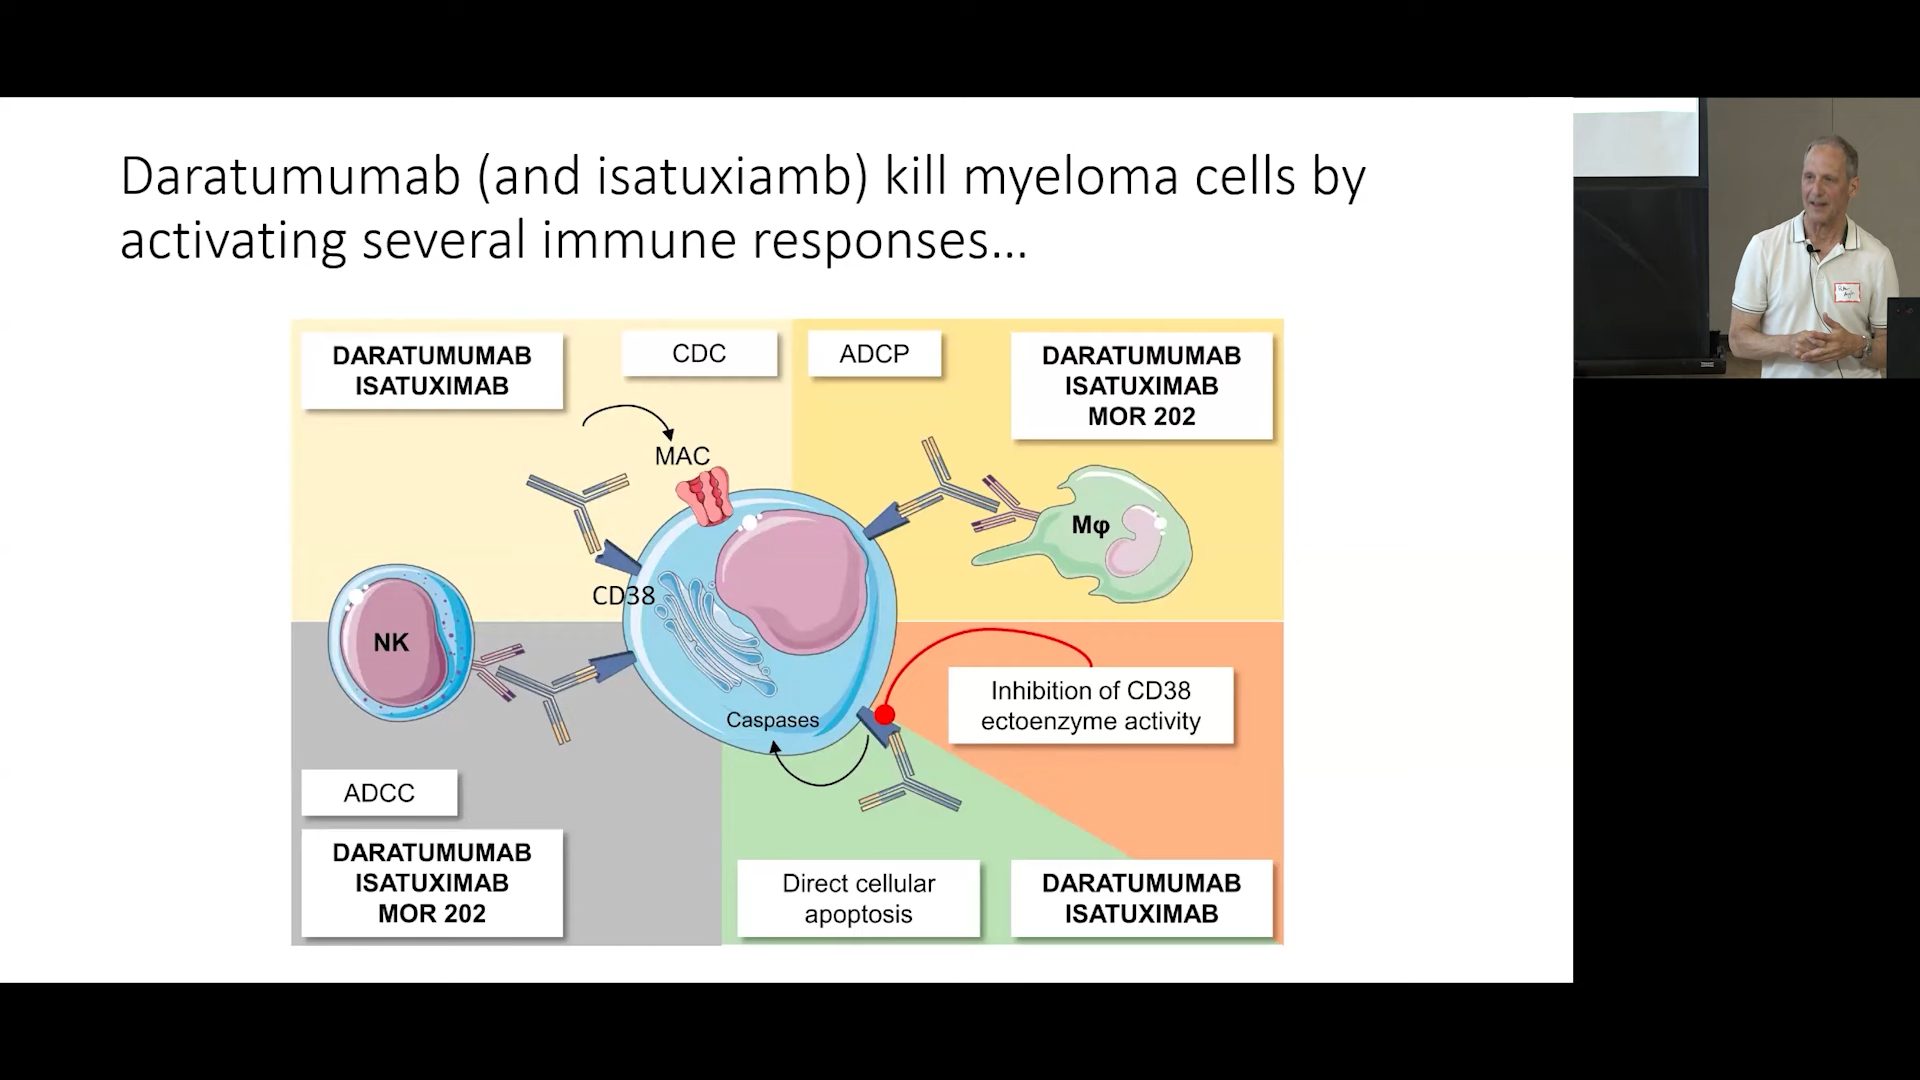 Daratumumab (and isatuxiamb) kill myeloma cells by
activating several immune responses...
DARATUMUMAB
ISATUXIMAB
CDC
ADCP
DARATUMUMAB
ISATUXIMAB
MOR 202
MAC
Mφ
CD38
NK
Caspases
Inhibition of CD38
ectoenzyme activity
ADCC
DARATUMUMAB
ISATUXIMAB
MOR 202
Direct cellular
apoptosis
DARATUMUMAB
ISATUXIMAB